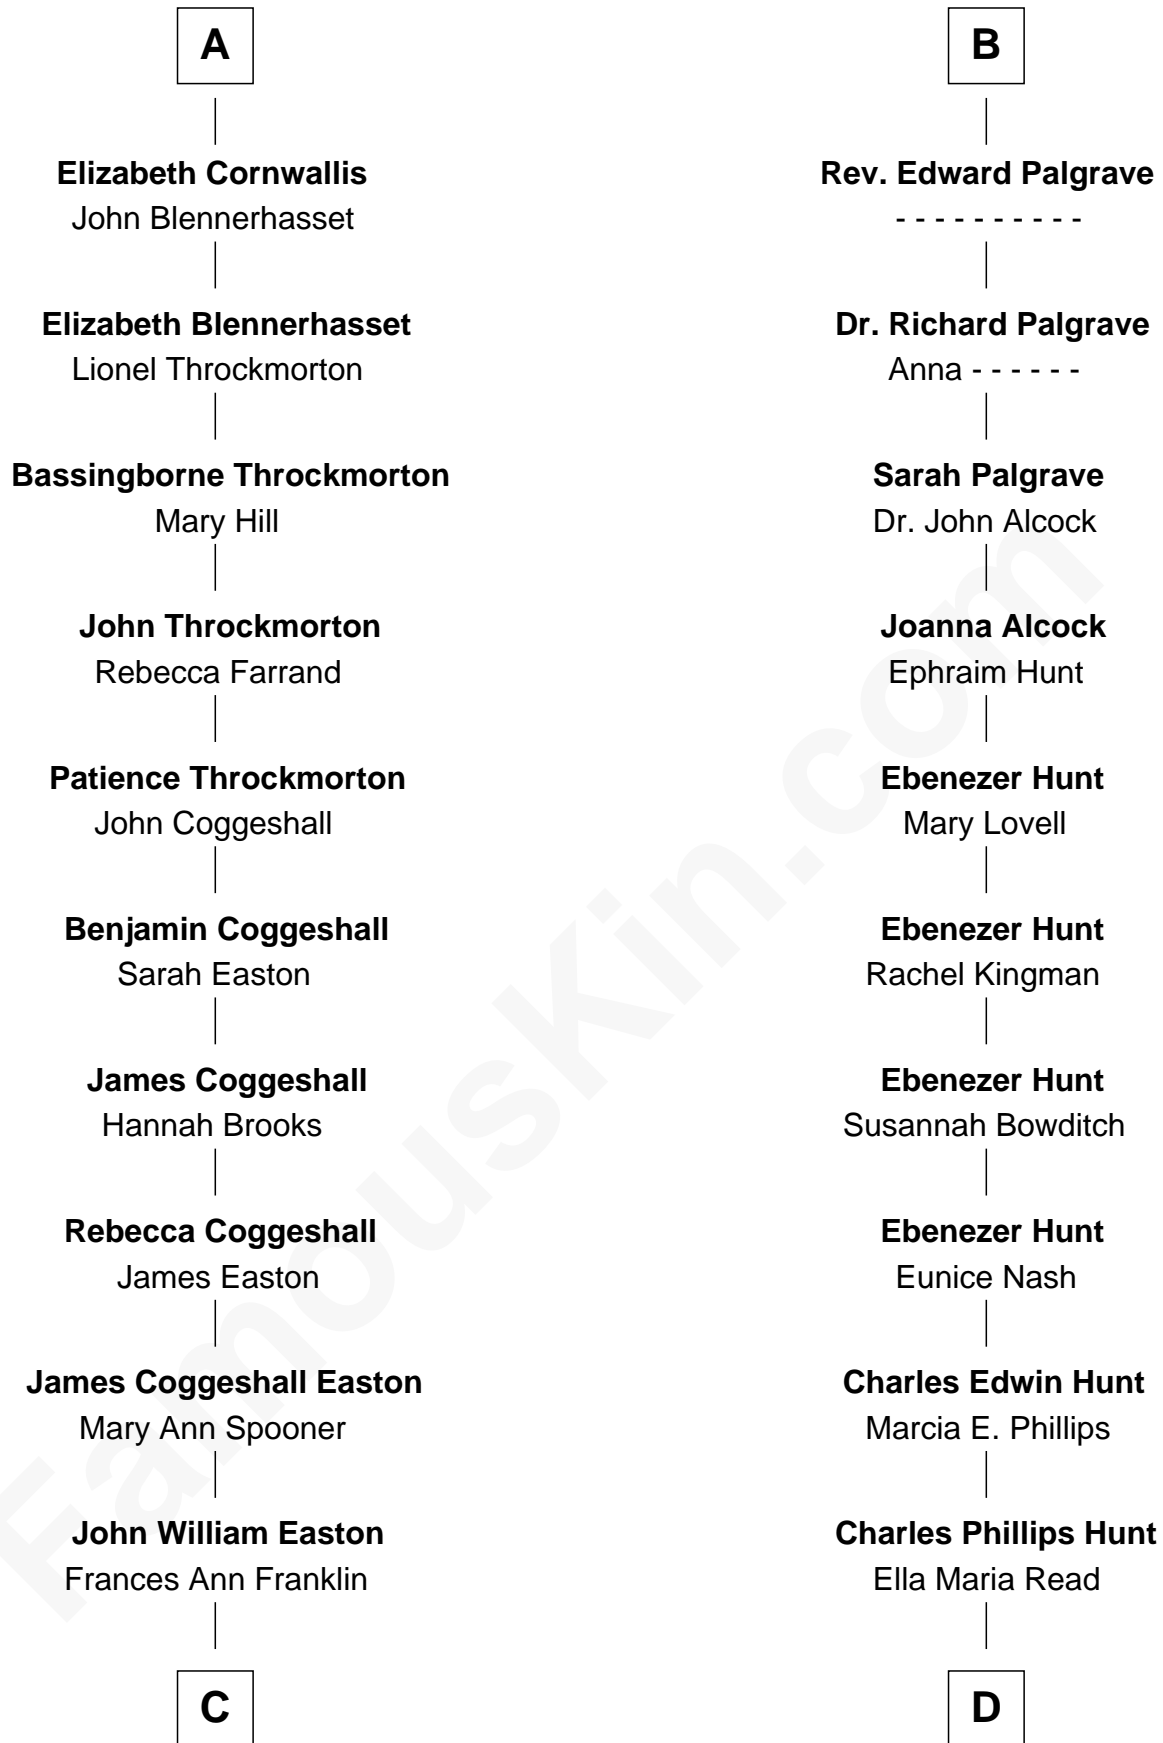 A
Elizabeth Cornwallis
John Blennerhasset
Elizabeth Blennerhasset
Lionel Throckmorton
Bassingborne Throckmorton
Mary Hill
John Throckmorton
Rebecca Farrand
Patience Throckmorton
John Coggeshall
Benjamin Coggeshall
Sarah Easton
James Coggeshall
Hannah Brooks
Rebecca Coggeshall
James Easton
James Coggeshall Easton
Mary Ann Spooner
John William Easton
Frances Ann Franklin
C
B
Rev. Edward Palgrave
- - - - - - - - - -
Dr. Richard Palgrave
Anna - - - - - -
Sarah Palgrave
Dr. John Alcock
Joanna Alcock
Ephraim Hunt
Ebenezer Hunt
Mary Lovell
Ebenezer Hunt
Rachel Kingman
Ebenezer Hunt
Susannah Bowditch
Ebenezer Hunt
Eunice Nash
Charles Edwin Hunt
Marcia E. Phillips
Charles Phillips Hunt
Ella Maria Read
D
FamousKin.com